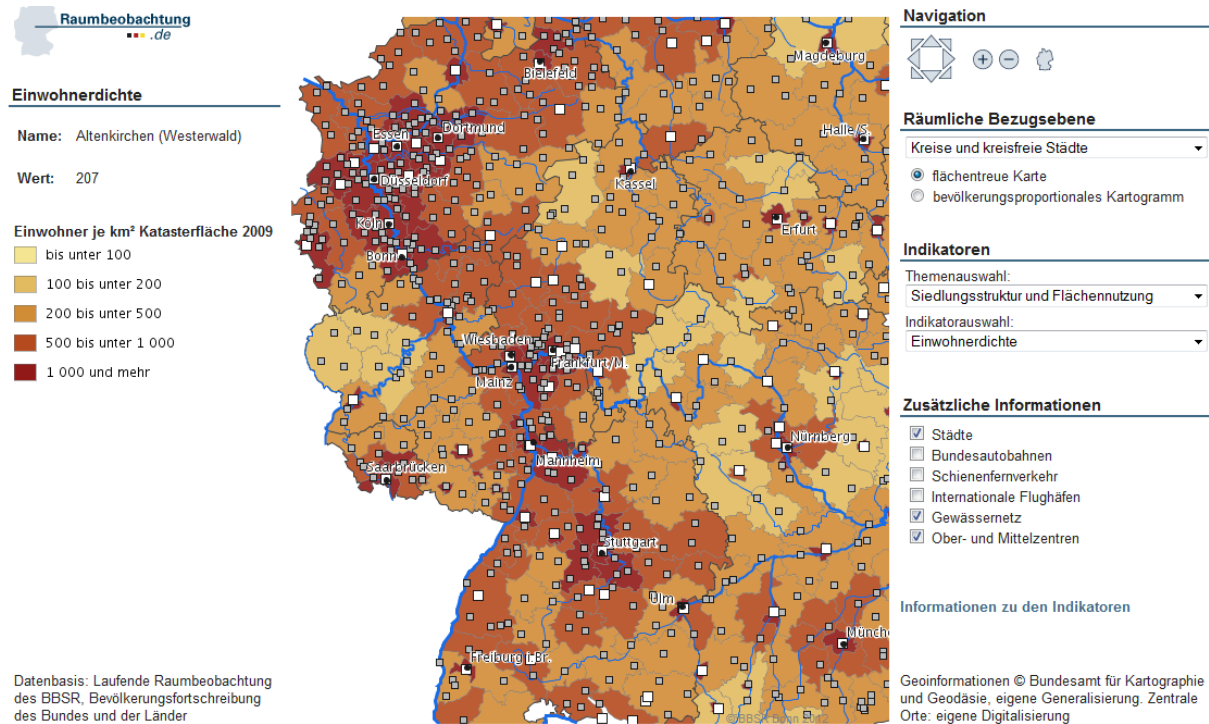 Raumbeobachtung
.de
Einwohnerdichte
Name: Altenkirchen (Westerwald)
Wert: 207
Einwohner je km² Katasterfläche 2009
bis unter 100
100 bis unter 200
200 bis unter 500
500 bis unter 1 000
1 000 und mehr
Datenbasis: Laufende Raumbeobachtung
des BBSR, Bevölkerungsfortschreibung
des Bundes und der Länder
Magdeburg
Bielefeld
Essen
Dortmund
Halle/S.
Düsseldorf
Kassel
Köln
Erfurt
Bonn
Wiesbaden
Frankfurt/M.
Mainz
Nürnberg
Mannheim
Saarbrücken
Stuttgart
Ulm
Münche
Freiburg i.Br.
©BBSR Bonn 2012
Navigation
Räumliche Bezugsebene
Kreise und kreisfreie Städte
flächentreue Karte
bevölkerungsproportionales Kartogramm
Indikatoren
Themenauswahl:
Siedlungsstruktur und Flächennutzung
Indikatorauswahl:
Einwohnerdichte
Zusätzliche Informationen
Städte
Bundesautobahnen
Schienenfernverkehr
Internationale Flughäfen
Gewässernetz
Ober- und Mittelzentren
Informationen zu den Indikatoren
Geoinformationen © Bundesamt für Kartographie
und Geodäsie, eigene Generalisierung. Zentrale
Orte: eigene Digitalisierung